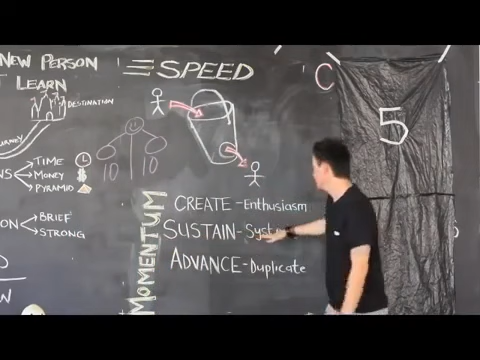 NEW PERSON
LEARN
DESTINATION
TIME
MONEY
PYRAMID
BRIEF
STRONG
10 10
SPEED
MOMENTUM
CREATE - Enthusiasm
SUSTAIN -
ADVANCE - Duplicate
C
5